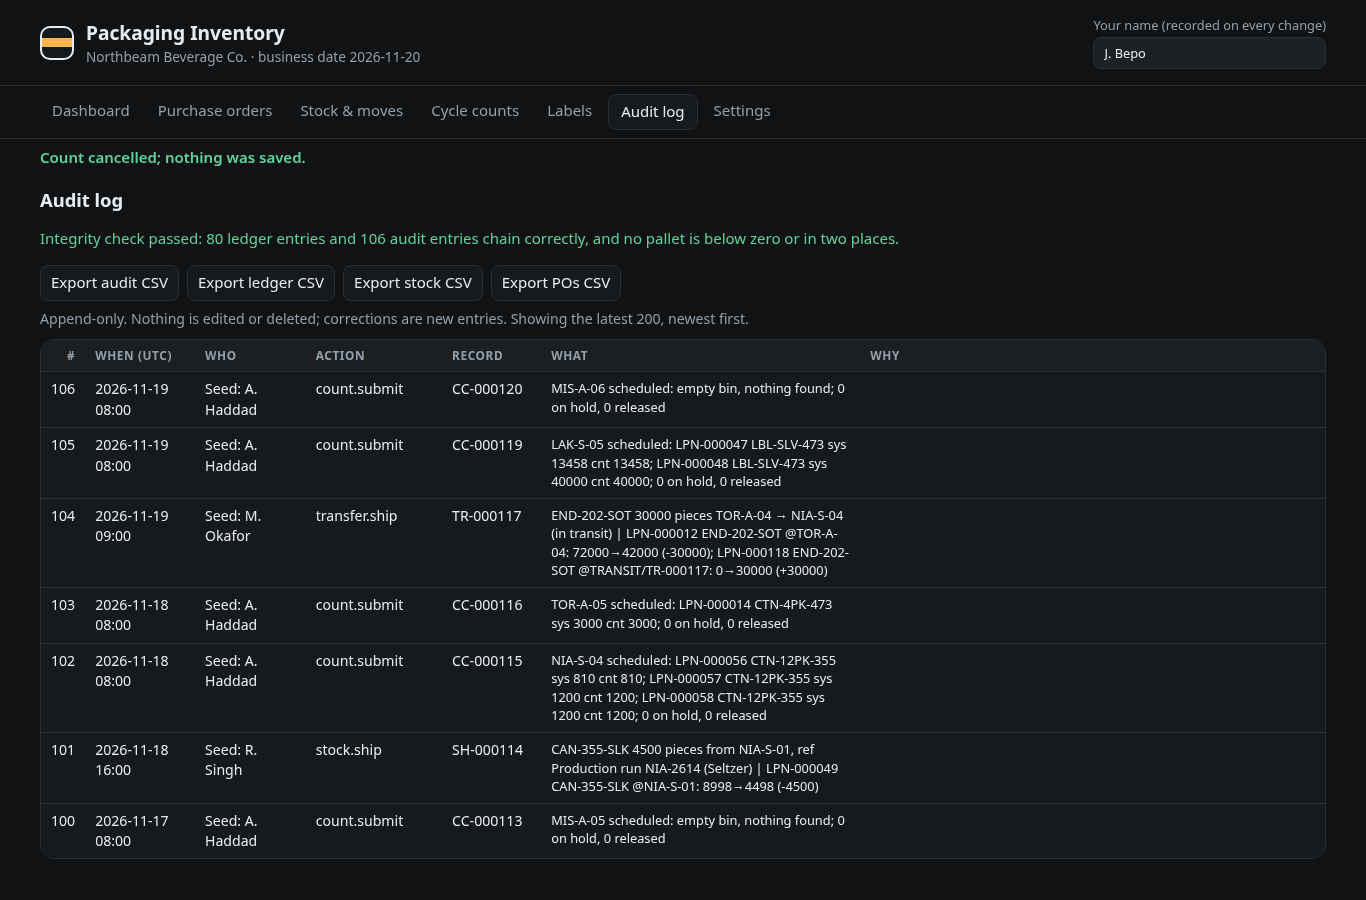 Packaging Inventory
Northbeam Beverage Co. · business date 2026-11-20
Your name (recorded on every change)
J. Bepo
Dashboard Purchase orders Stock & moves Cycle counts Labels Audit log Settings
Count cancelled; nothing was saved.
Audit log
Integrity check passed: 80 ledger entries and 106 audit entries chain correctly, and no pallet is below zero or in two places.
Export audit CSV Export ledger CSV Export stock CSV Export POs CSV
Append-only. Nothing is edited or deleted; corrections are new entries. Showing the latest 200, newest first.
# WHEN (UTC) WHO ACTION RECORD WHAT WHY
106 2026-11-19 Seed: A. count.submit CC-000120 MIS-A-06 scheduled: empty bin, nothing found; 0
08:00 Haddad on hold, 0 released
105 2026-11-19 Seed: A. count.submit CC-000119 LAK-S-05 scheduled: LPN-000047 LBL-SLV-473 sys
08:00 Haddad 13458 cnt 13458; LPN-000048 LBL-SLV-473 sys
40000 cnt 40000; 0 on hold, 0 released
104 2026-11-19 Seed: M. transfer.ship TR-000117 END-202-SOT 30000 pieces TOR-A-04 → NIA-S-04
09:00 Okafor (in transit) | LPN-000012 END-202-SOT @TOR-A-
04: 72000→42000 (-30000); LPN-000118 END-202-
SOT @TRANSIT/TR-000117: 0→30000 (+30000)
103 2026-11-18 Seed: A. count.submit CC-000116 TOR-A-05 scheduled: LPN-000014 CTN-4PK-473
08:00 Haddad sys 3000 cnt 3000; 0 on hold, 0 released
102 2026-11-18 Seed: A. count.submit CC-000115 NIA-S-04 scheduled: LPN-000056 CTN-12PK-355
08:00 Haddad sys 810 cnt 810; LPN-000057 CTN-12PK-355 sys
1200 cnt 1200; LPN-000058 CTN-12PK-355 sys
1200 cnt 1200; 0 on hold, 0 released
101 2026-11-18 Seed: R. stock.ship SH-000114 CAN-355-SLK 4500 pieces from NIA-S-01, ref
16:00 Singh Production run NIA-2614 (Seltzer) | LPN-000049
CAN-355-SLK @NIA-S-01: 8998→4498 (-4500)
100 2026-11-17 Seed: A. count.submit CC-000113 MIS-A-05 scheduled: empty bin, nothing found; 0
08:00 Haddad on hold, 0 released